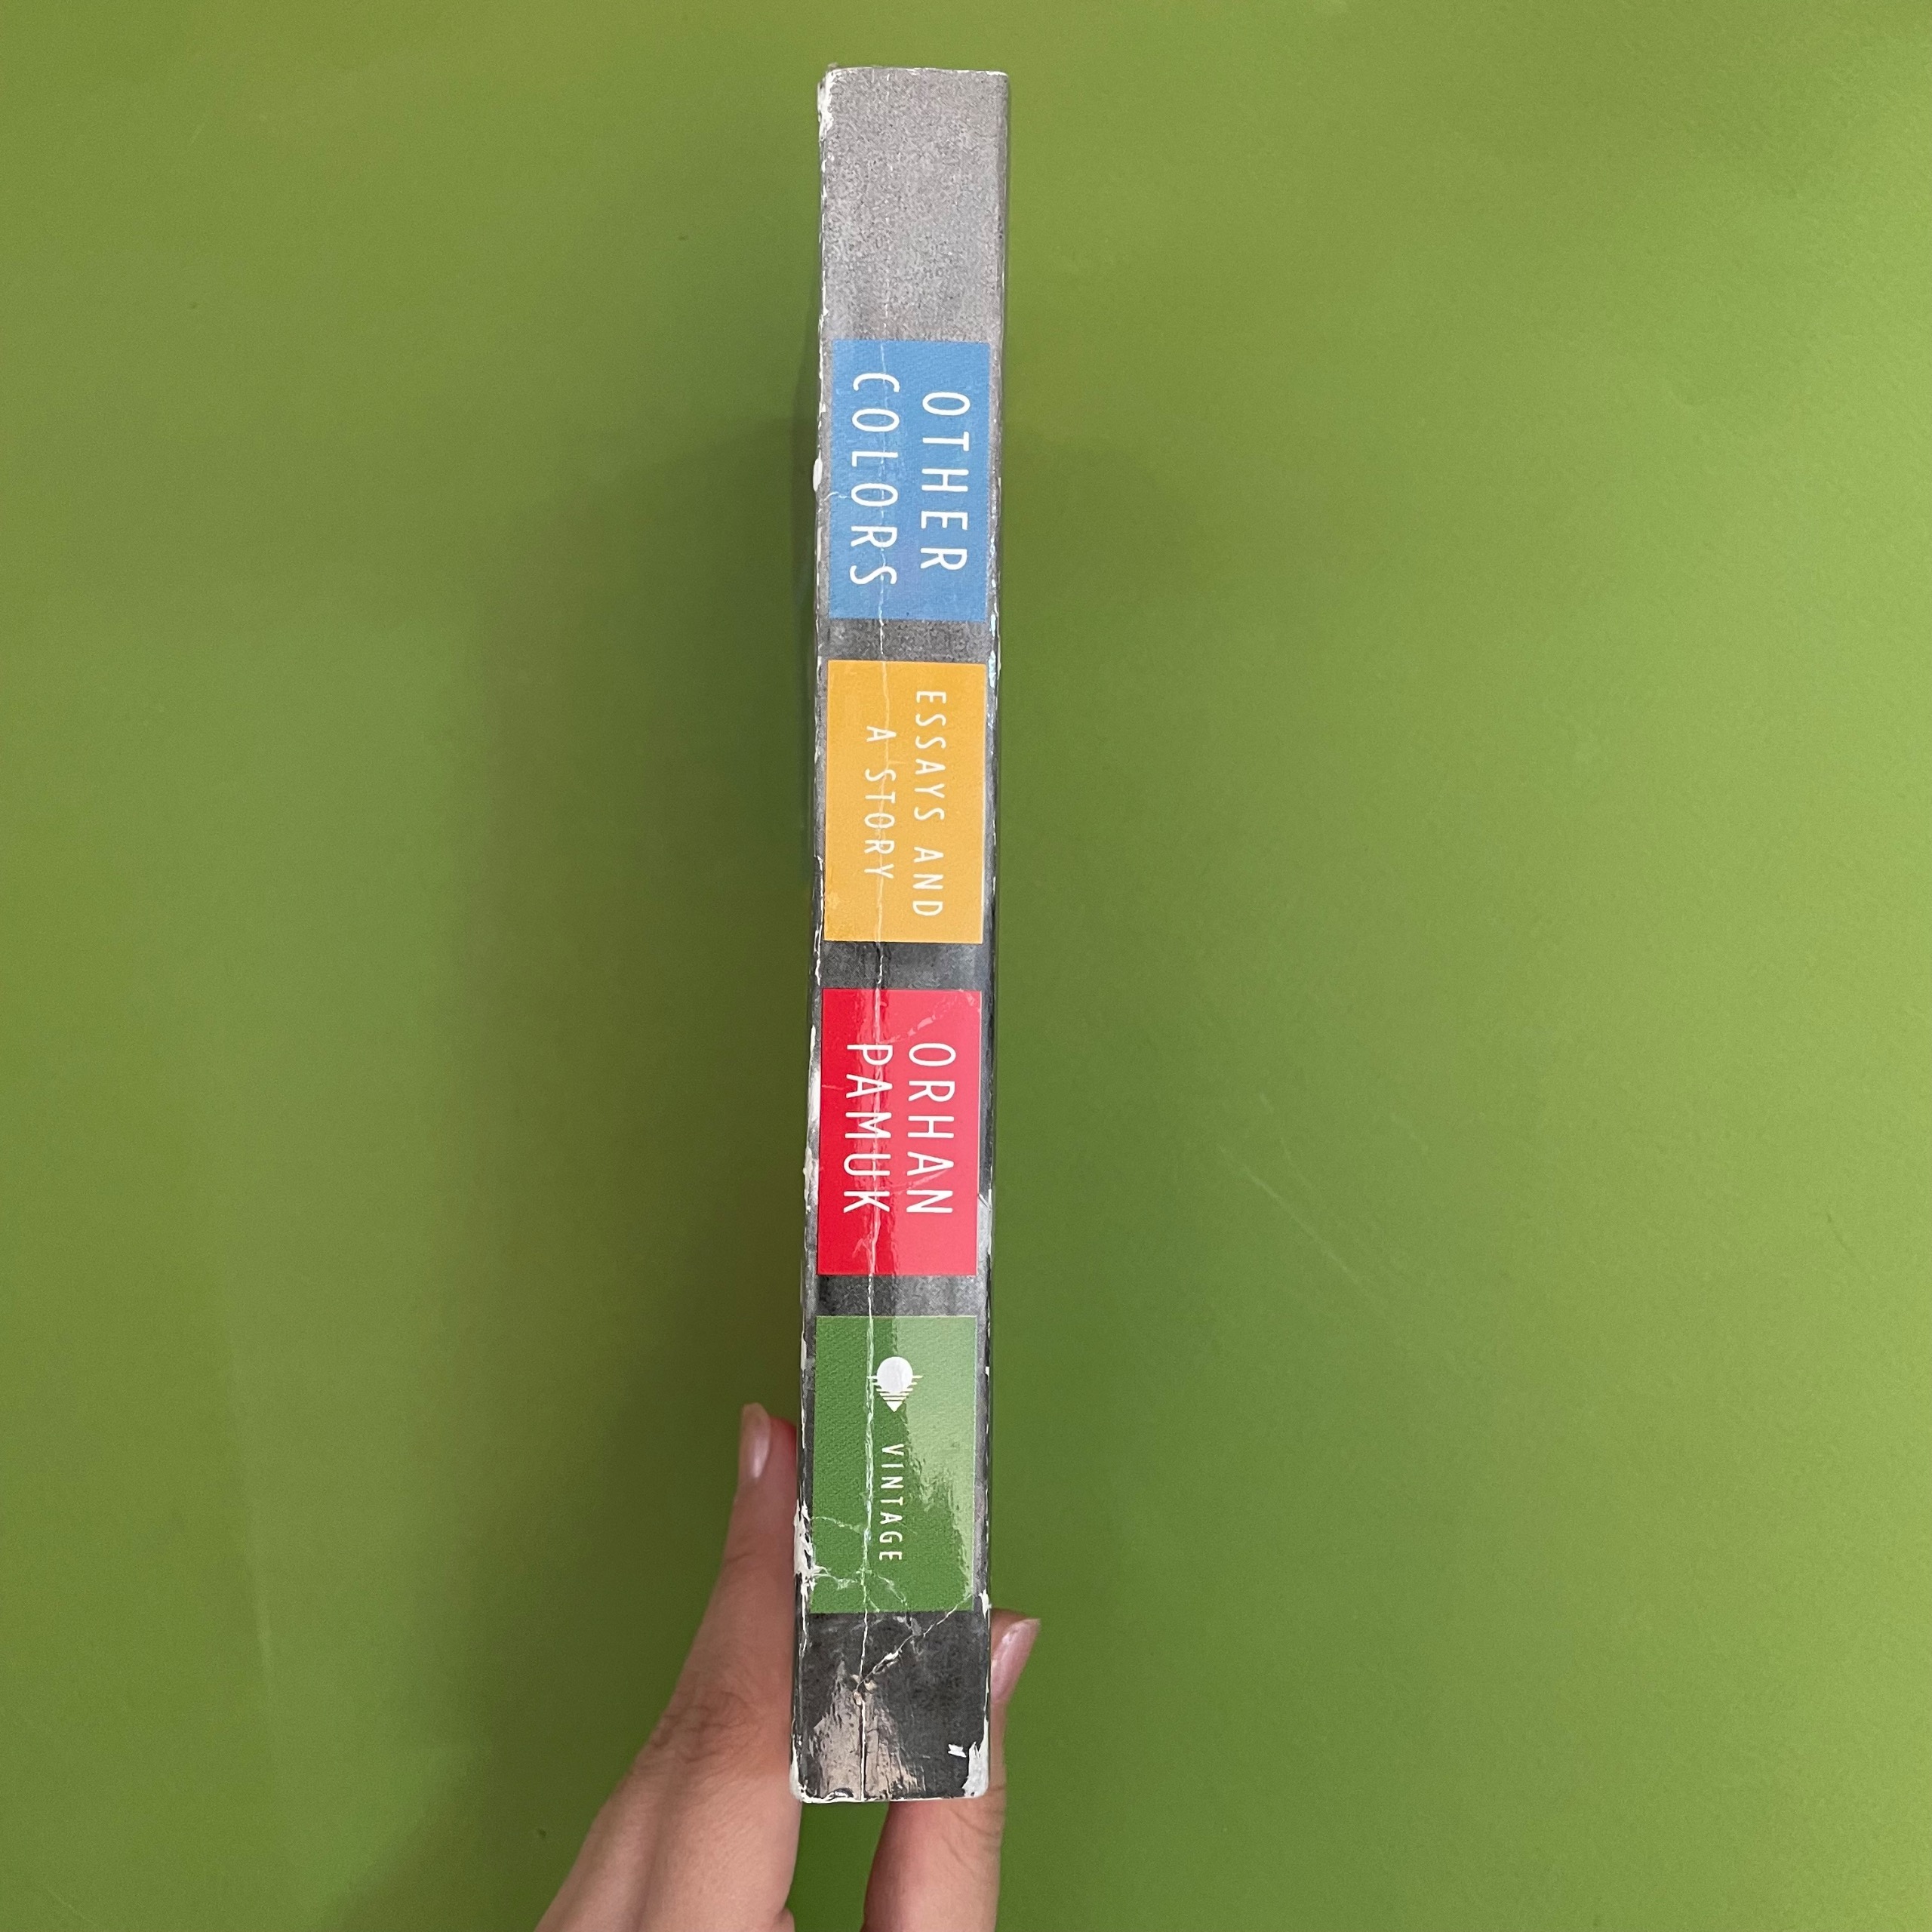 OTHER
COLORS
ESSAYS AND
A STORY
ORHAN
PAMUK
VINTAGE